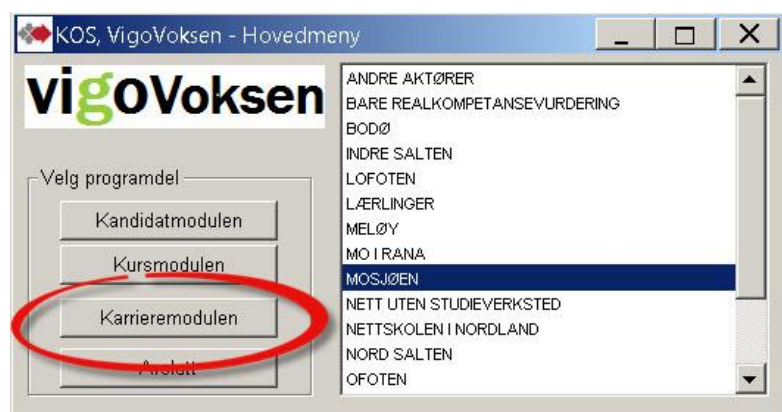 KOS, VigoVoksen - Hovedmeny
vigoVoksen
Velg programdel
Kandidatmodulen
Kursmodulen
Karrieremodulen
Avslutt
ANDRE AKTØRER
BARE REALKOMPETANSEVURDERING
BODØ
INDRE SALTEN
LOFOTEN
LÆRLINGER
MELØY
MO I RANA
MOSJØEN
NETT UTEN STUDIEVERKSTED
NETTSKOLEN I NORDLAND
NORD SALTEN
OFOTEN